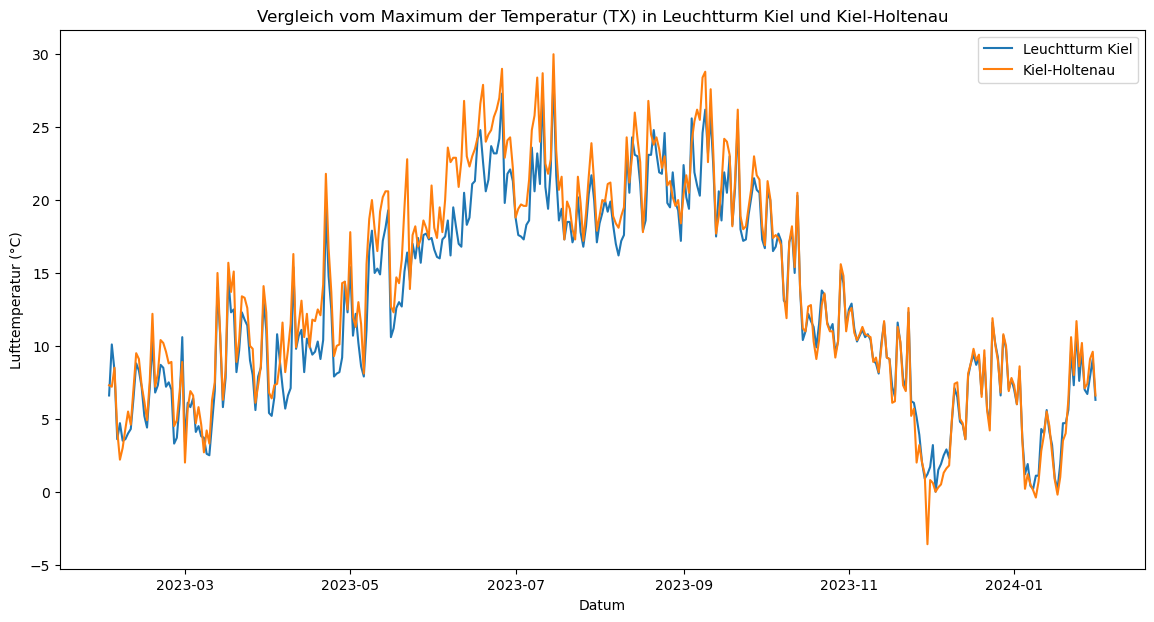 Vergleich vom Maximum der Temperatur (TX) in Leuchtturm Kiel und Kiel-Holtenau
Leuchtturm Kiel
Kiel-Holtenau
30
25
20
15
10
5
0
−5
Lufttemperatur (°C)
2023-03 2023-05 2023-07 2023-09 2023-11 2024-01
Datum